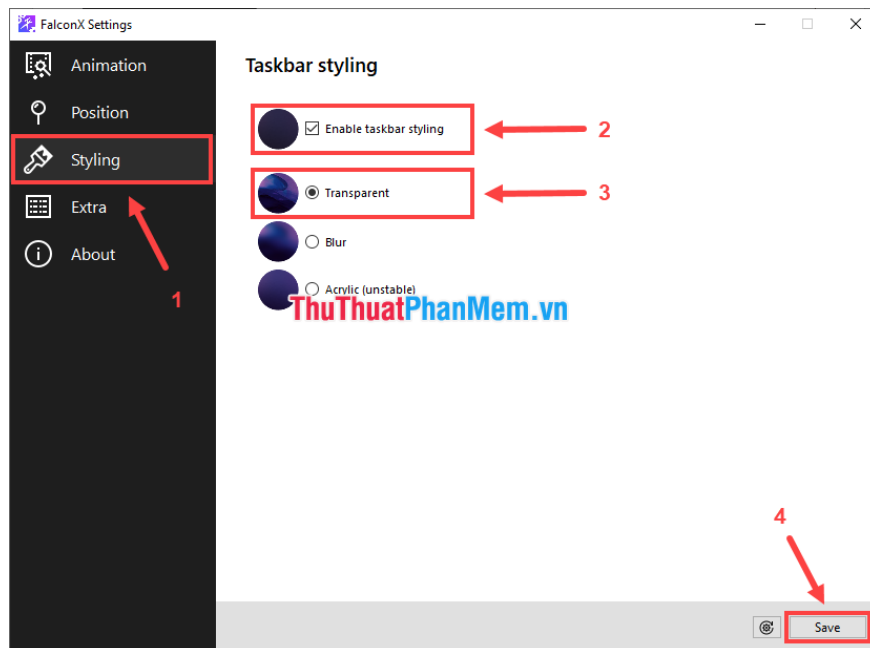 FalconX Settings
Animation
Position
Styling
Extra
About
1
Taskbar styling
Enable taskbar styling
2
Transparent
3
Blur
Acrylic (unstable)
ThuThuatPhanMem.vn
4
Save